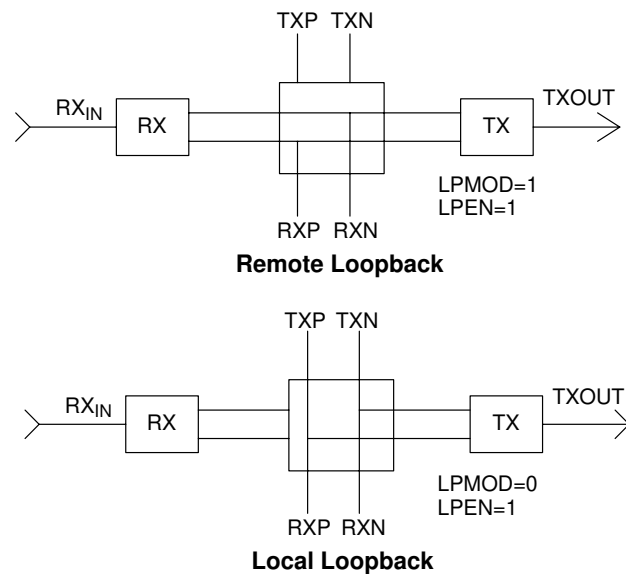 TXP TXN
RX_IN RX TX TXOUT
LPMOD=1
LPEN=1
RXP RXN
Remote Loopback
TXP TXN
RX_IN RX TX TXOUT
LPMOD=0
LPEN=1
RXP RXN
Local Loopback